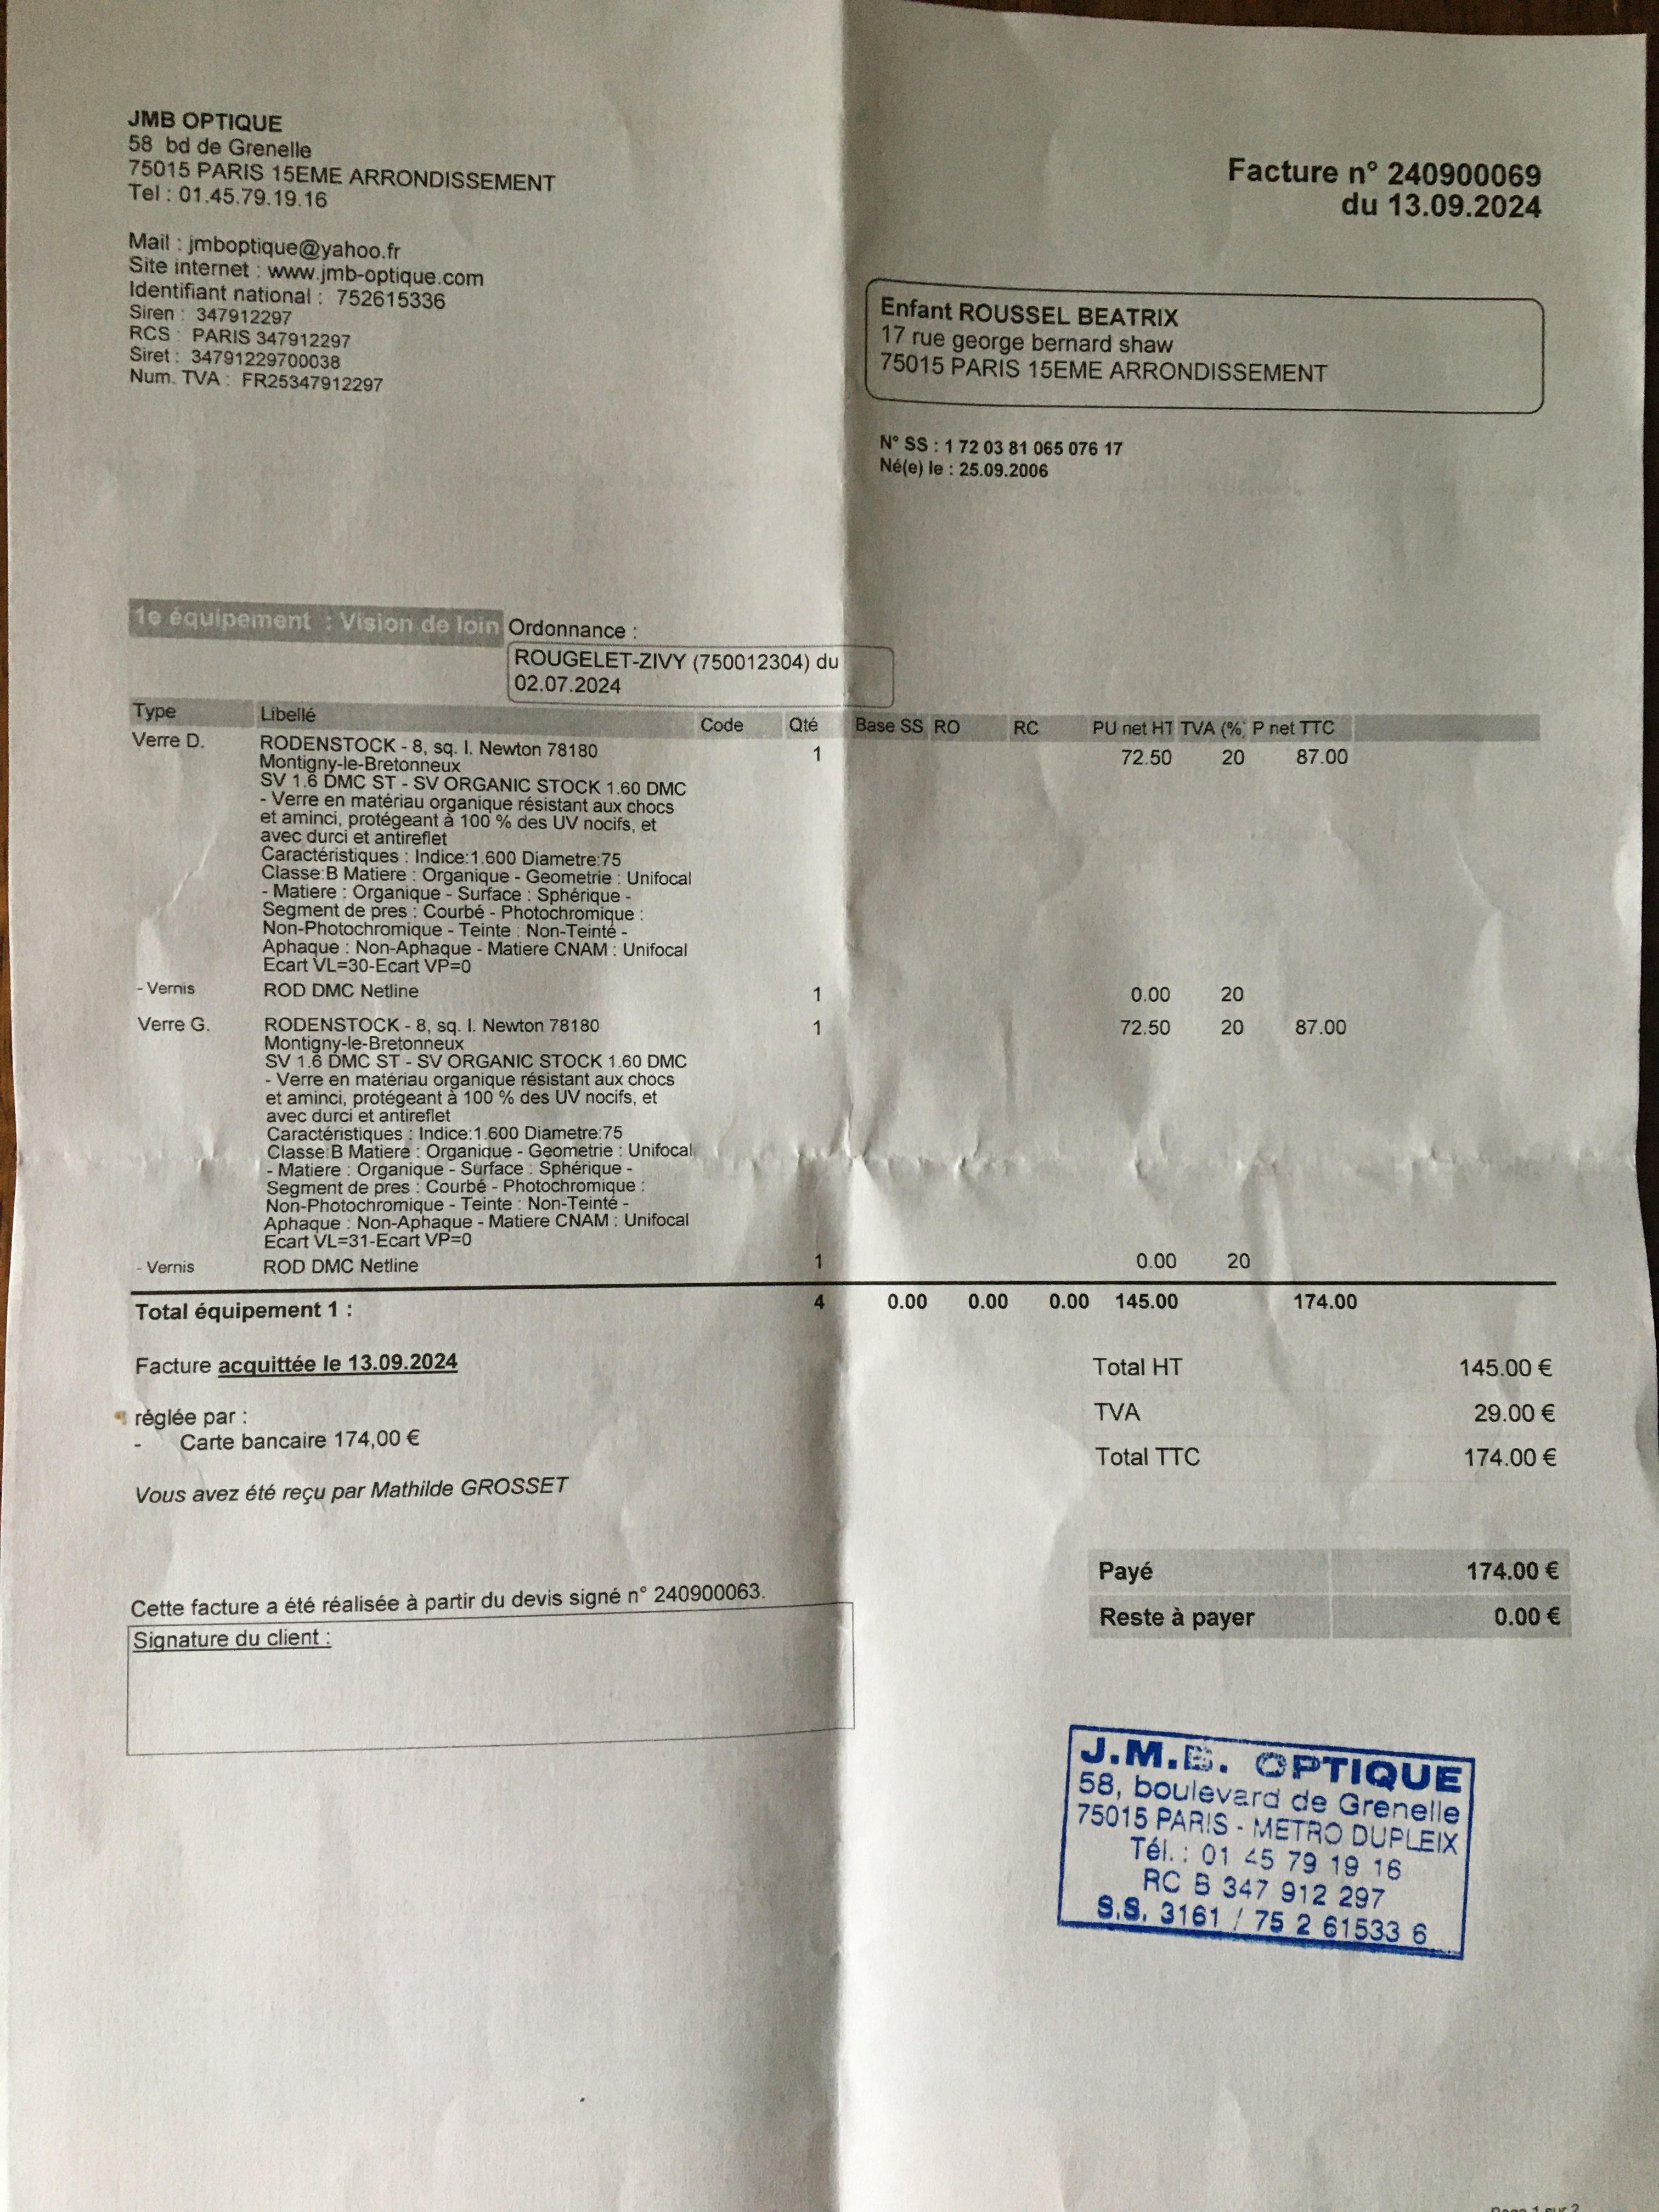 JMB OPTIQUE
58 bd de Grenelle
75015 PARIS 15EME ARRONDISSEMENT
Tel : 01.45.79.19.16
Mail : jmboptique@yahoo.fr
Site internet : www.jmb-optique.com
Identifiant national : 752615336
Siren : 347912297
RCS : PARIS 347912297
Siret : 34791229700038
Num. TVA : FR25347912297
Facture n° 240900069
du 13.09.2024
Enfant ROUSSEL BEATRIX
17 rue george bernard shaw
75015 PARIS 15EME ARRONDISSEMENT
N° SS : 1 72 03 81 065 076 17
Né(e) le : 25.09.2006
1e équipement : Vision de loin Ordonnance :
ROUGELET-ZIVY (750012304) du
02.07.2024
Type Libellé Code Qté Base SS RO RC PU net HT TVA (%) P net TTC
Verre D. RODENSTOCK - 8, sq. I. Newton 78180 1 72.50 20 87.00
Montigny-le-Bretonneux
SV 1.6 DMC ST - SV ORGANIC STOCK 1.60 DMC
- Verre en matériau organique résistant aux chocs
et aminci, protégeant à 100 % des UV nocifs, et
avec durci et antireflet
Caractéristiques : Indice:1.600 Diametre:75
Classe:B Matiere : Organique - Geometrie : Unifocal
- Matiere : Organique - Surface : Sphérique -
Segment de pres : Courbé - Photochromique :
Non-Photochromique - Teinte : Non-Teinté -
Aphaque : Non-Aphaque - Matiere CNAM : Unifocal
Ecart VL=30-Ecart VP=0
- Vernis ROD DMC Netline 1 0.00 20
Verre G. RODENSTOCK - 8, sq. I. Newton 78180 1 72.50 20 87.00
Montigny-le-Bretonneux
SV 1.6 DMC ST - SV ORGANIC STOCK 1.60 DMC
- Verre en matériau organique résistant aux chocs
et aminci, protégeant à 100 % des UV nocifs, et
avec durci et antireflet
Caractéristiques : Indice:1.600 Diametre:75
Classe:B Matiere : Organique - Geometrie : Unifocal
- Matiere : Organique - Surface : Sphérique -
Segment de pres : Courbé - Photochromique :
Non-Photochromique - Teinte : Non-Teinté -
Aphaque : Non-Aphaque - Matiere CNAM : Unifocal
Ecart VL=31-Ecart VP=0
- Vernis ROD DMC Netline 1 0.00 20
Total équipement 1 : 4 0.00 0.00 0.00 145.00 174.00
Facture acquittée le 13.09.2024
réglée par :
- Carte bancaire 174,00 €
Vous avez été reçu par Mathilde GROSSET
Total HT 145.00 €
TVA 29.00 €
Total TTC 174.00 €
Payé 174.00 €
Reste à payer 0.00 €
Cette facture a été réalisée à partir du devis signé n° 240900063.
Signature du client :
J.M.B. OPTIQUE
58, boulevard de Grenelle
75015 PARIS - METRO DUPLEIX
Tél. : 01 45 79 19 16
RC B 347 912 297
S.S. 3161 / 75 2 61533 6